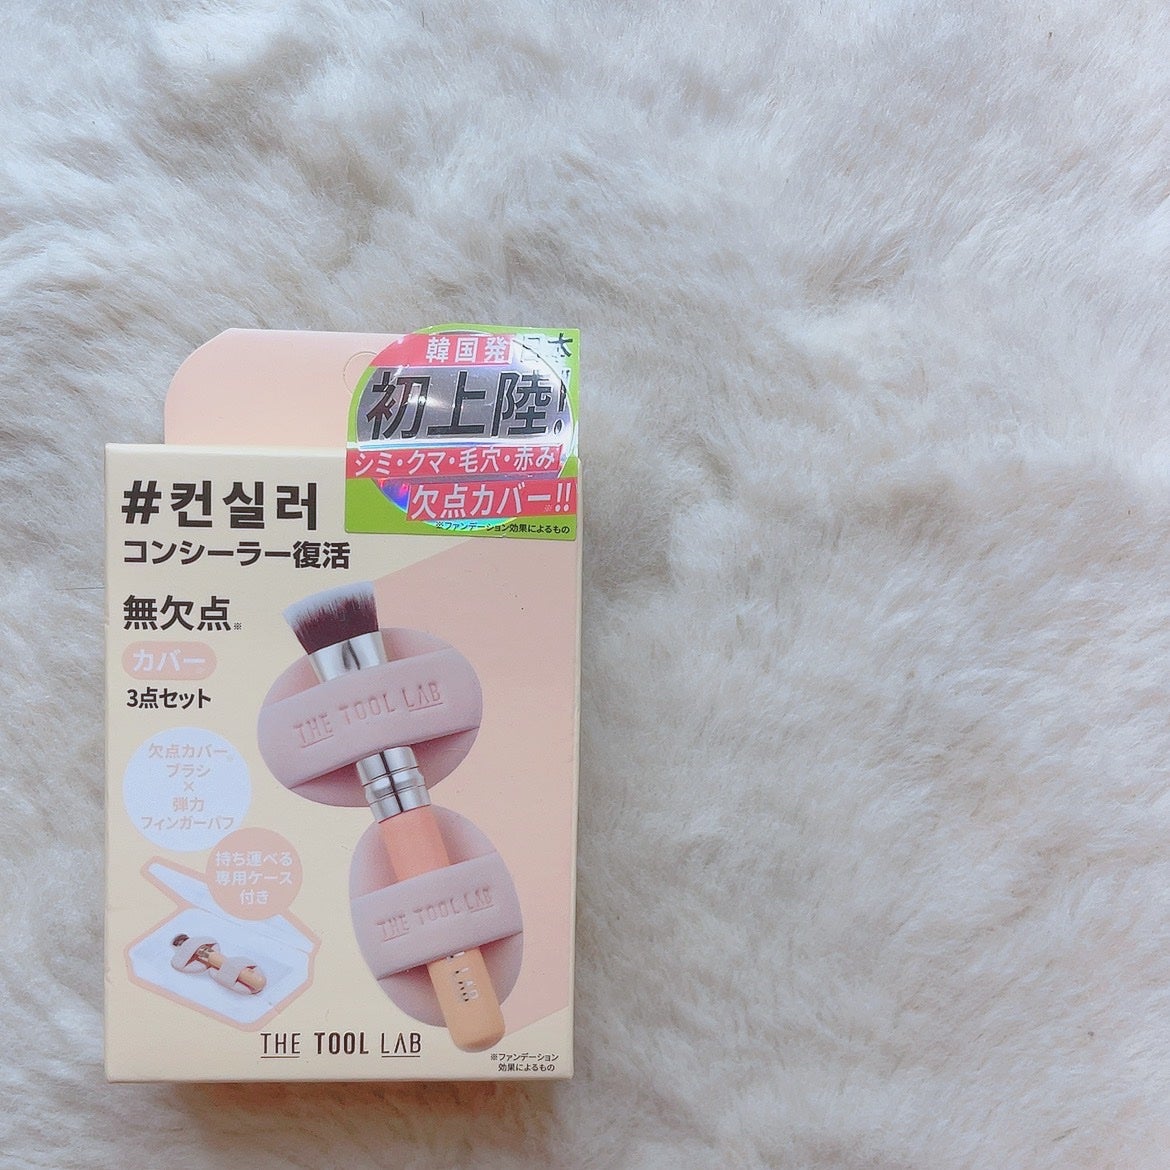 韓国発日本
初上陸!
シミ・クマ・毛穴・赤み
欠点カバー※!!
※ファンデーション効果によるもの
#컨실러
コンシーラー復活
無欠点※
カバー
3点セット
欠点カバー
ブラシ
×
弾力
フィンガーパフ
持ち運べる
専用ケース
付き
THE TOOL LAB
THE TOOL LAB
LAB
THE TOOL LAB
※ファンデーション
効果によるもの